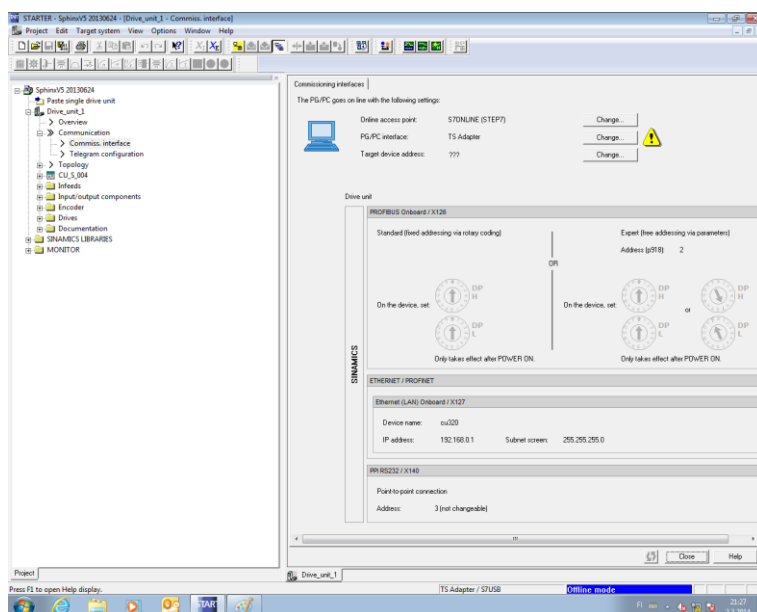 STARTER - SphinxV5 20130624 - [Drive_unit_1 - Commiss. interface]
Project Edit Target system View Options Window Help
SphinxV5 20130624
Paste single drive unit
Drive_unit_1
Overview
Communication
Commiss. interface
Telegram configuration
Topology
CU_S_004
Infeeds
Input/output components
Encoder
Drives
Documentation
SINAMICS LIBRARIES
MONITOR
Project
Commissioning interfaces
The PG/PC goes on line with the following settings:
Online access point: S7ONLINE (STEP7) Change...
PG/PC interface: TS Adapter Change...
Target device address: ??? Change...
Drive unit
SINAMICS
PROFIBUS Onboard / X126
Standard (fixed addressing via rotary coding) Expert (free addressing via parameters)
Address (p918): 2
OR
DP H DP H DP H
On the device, set: On the device, set: or
DP L DP L DP L
Only takes effect after POWER ON. Only takes effect after POWER ON.
ETHERNET / PROFINET
Ethernet (LAN) Onboard / X127
Device name: cu320
IP address: 192.168.0.1 Subnet screen: 255.255.255.0
PPI RS232 / X140
Point-to-point connection
Address: 3 (not changeable)
Close Help
Drive_unit_1
Press F1 to open Help display. TS Adapter / S7USB Offline mode
START
FI 21:27